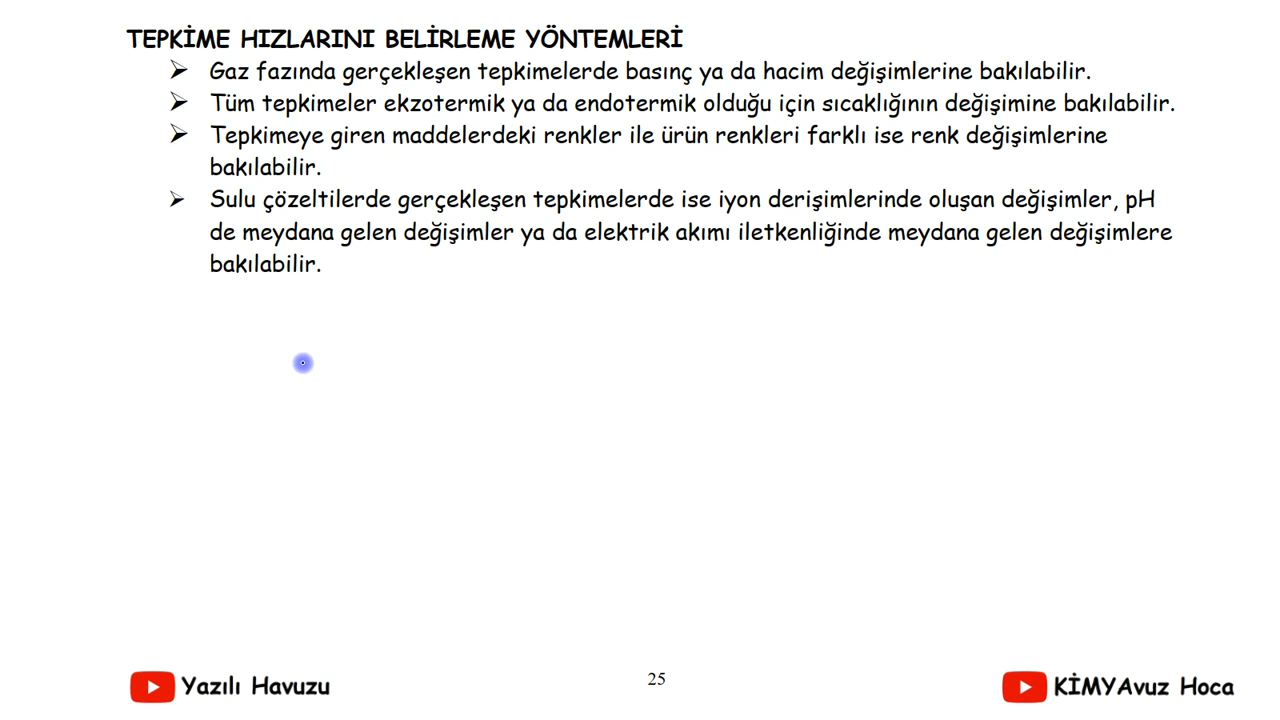 TEPKİME HIZLARINI BELİRLEME YÖNTEMLERİ
➢ Gaz fazında gerçekleşen tepkimelerde basınç ya da hacim değişimlerine bakılabilir.
➢ Tüm tepkimeler ekzotermik ya da endotermik olduğu için sıcaklığının değişimine bakılabilir.
➢ Tepkimeye giren maddelerdeki renkler ile ürün renkleri farklı ise renk değişimlerine
bakılabilir.
➢ Sulu çözeltilerde gerçekleşen tepkimelerde ise iyon derişimlerinde oluşan değişimler, pH
de meydana gelen değişimler ya da elektrik akımı iletkenliğinde meydana gelen değişimlere
bakılabilir.
Yazılı Havuzu
25
KİMYAvuz Hoca